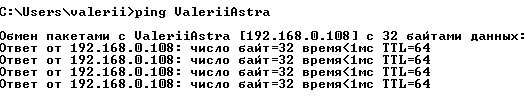 C:\Users\valerii>ping ValeriiAstra
Обмен пакетами с ValeriiAstra [192.168.0.108] с 32 байтами данных:
Ответ от 192.168.0.108: число байт=32 время<1мс TTL=64
Ответ от 192.168.0.108: число байт=32 время<1мс TTL=64
Ответ от 192.168.0.108: число байт=32 время<1мс TTL=64
Ответ от 192.168.0.108: число байт=32 время<1мс TTL=64